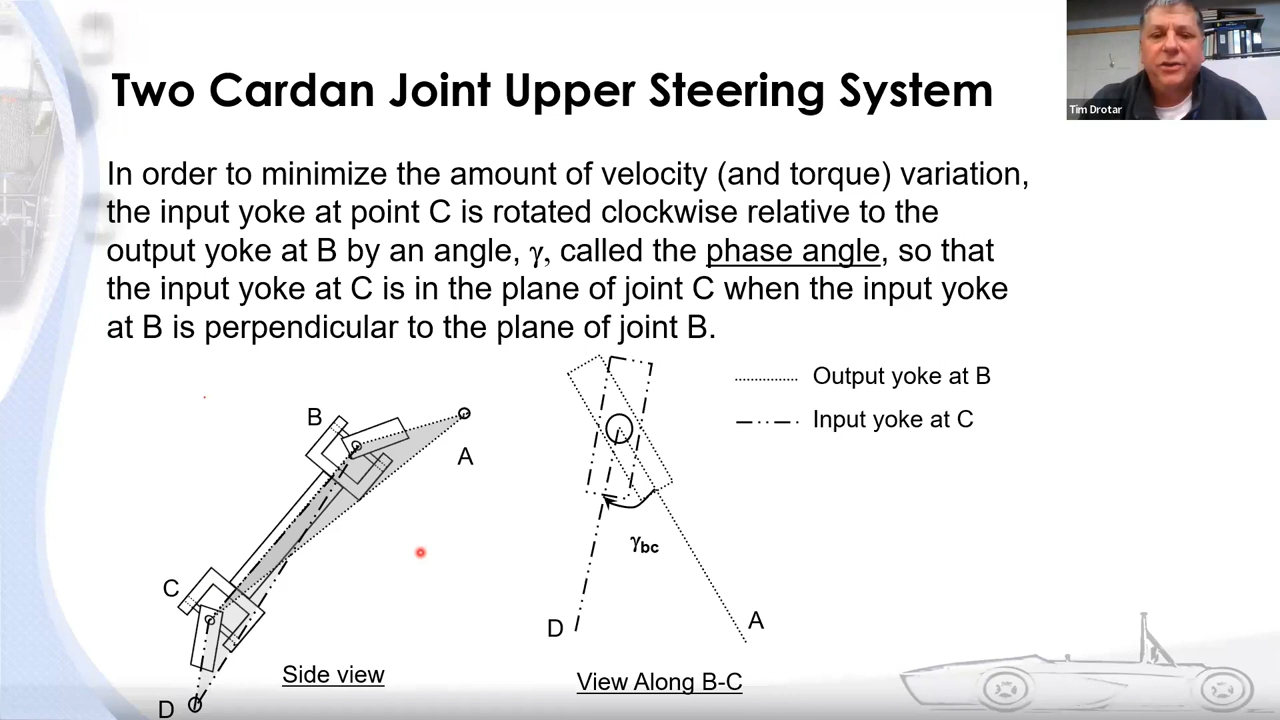 Tim Drotar
Two Cardan Joint Upper Steering System
In order to minimize the amount of velocity (and torque) variation,
the input yoke at point C is rotated clockwise relative to the
output yoke at B by an angle, γ, called the phase angle, so that
the input yoke at C is in the plane of joint C when the input yoke
at B is perpendicular to the plane of joint B.
Output yoke at B
Input yoke at C
B
A
C
D
Side view
γbc
D
A
View Along B-C